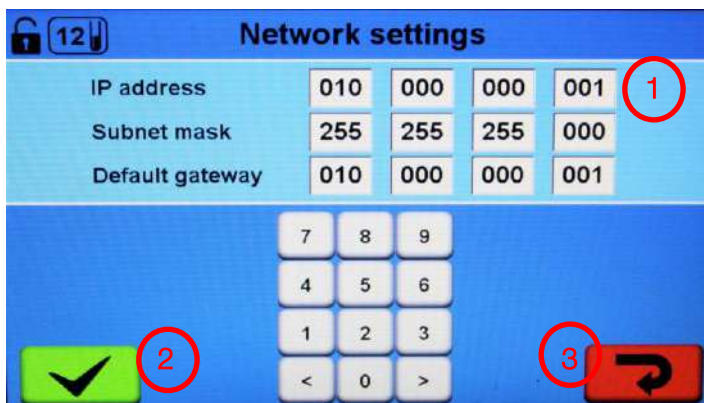 12 Network settings
IP address 010 000 000 001 1
Subnet mask 255 255 255 000
Default gateway 010 000 000 001
7 8 9
4 5 6
1 2 3
2 3
< 0 >